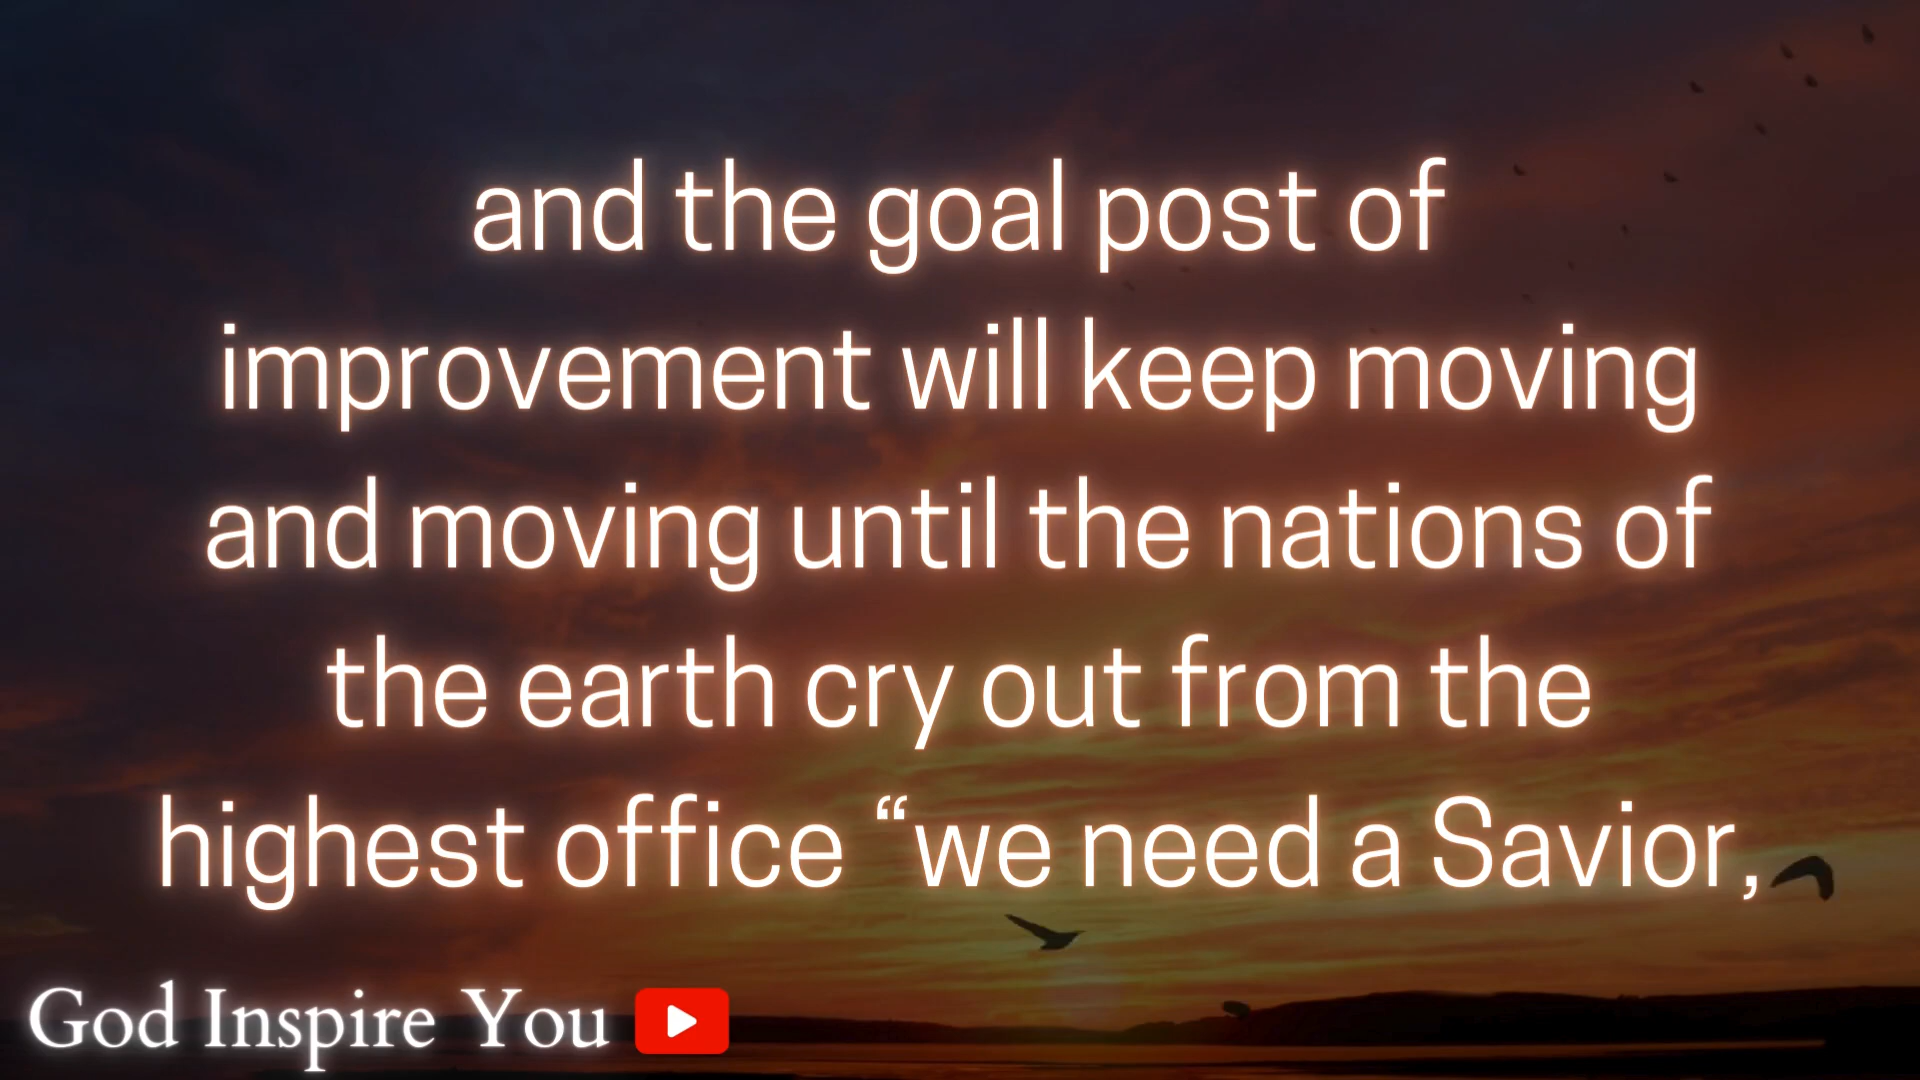 and the goal post of
improvement will keep moving
and moving until the nations of
the earth cry out from the
highest office “we need a Savior,
God Inspire You